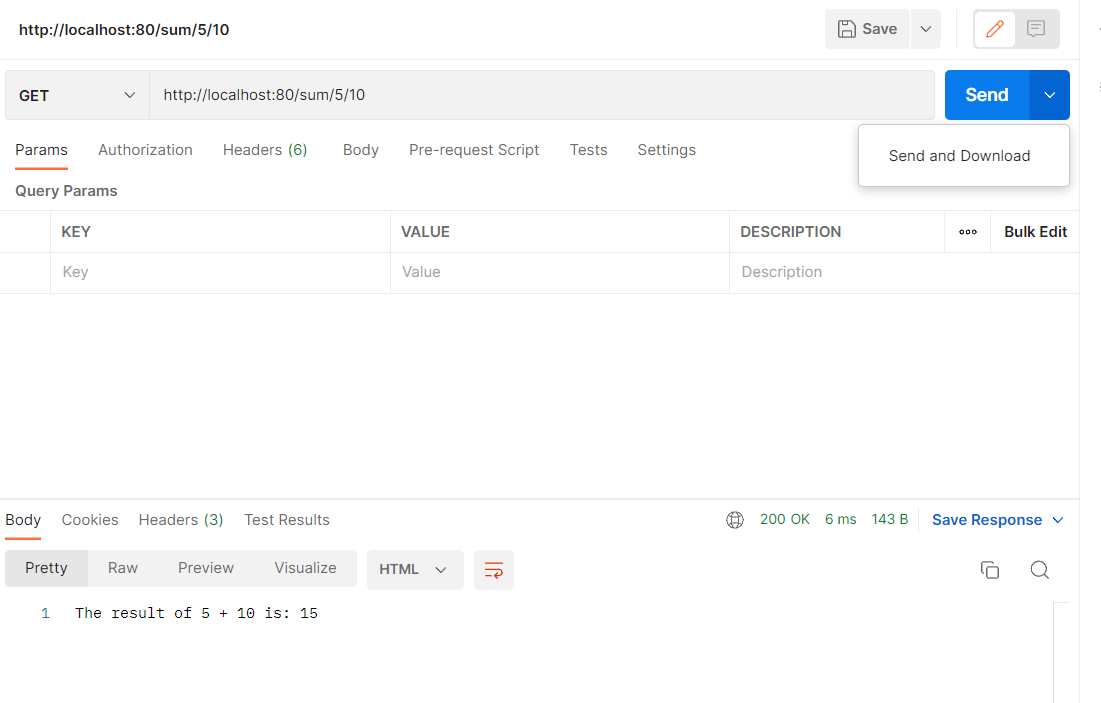 http://localhost:80/sum/5/10
Save
GET
http://localhost:80/sum/5/10
Send
Params Authorization Headers (6) Body Pre-request Script Tests Settings
Send and Download
Query Params
KEY VALUE DESCRIPTION Bulk Edit
Key Value Description
Body Cookies Headers (3) Test Results 200 OK 6 ms 143 B Save Response
Pretty Raw Preview Visualize HTML
1 The result of 5 + 10 is: 15